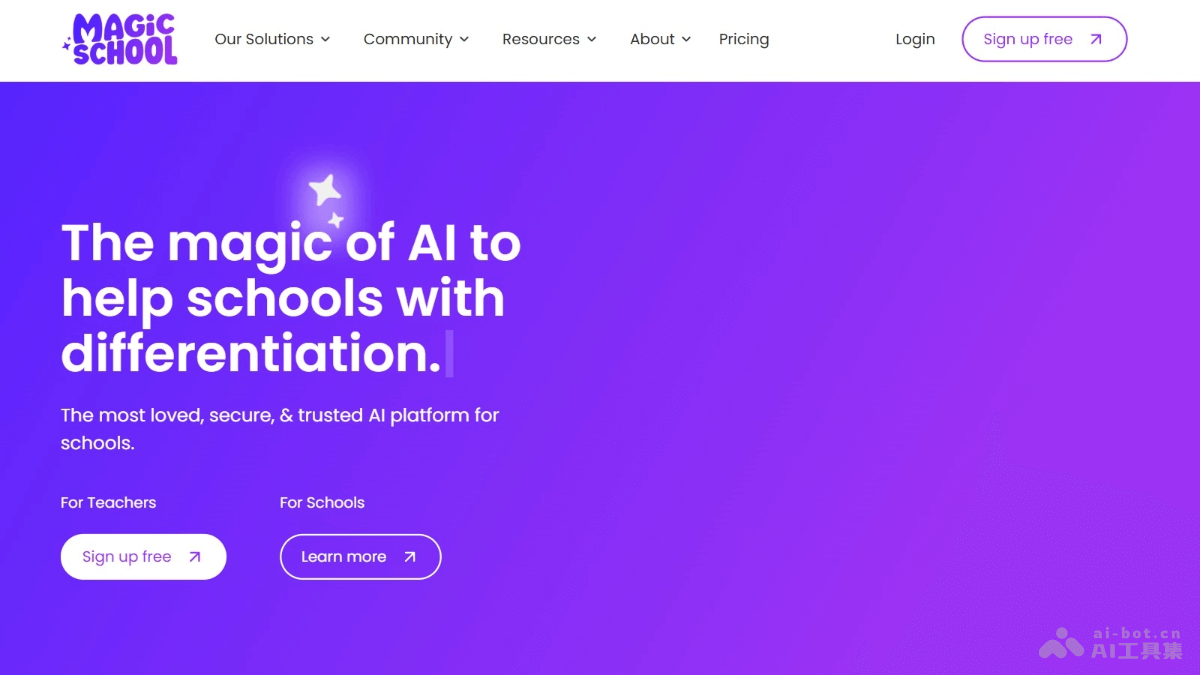 MAGiC
SCHOOL
Our Solutions
Community
Resources
About
Pricing
Login
Sign up free
The magic of AI to
help schools with
differentiation.
The most loved, secure, & trusted AI platform for
schools.
For Teachers
For Schools
Sign up free
Learn more
ai-bot.cn
AI工具集